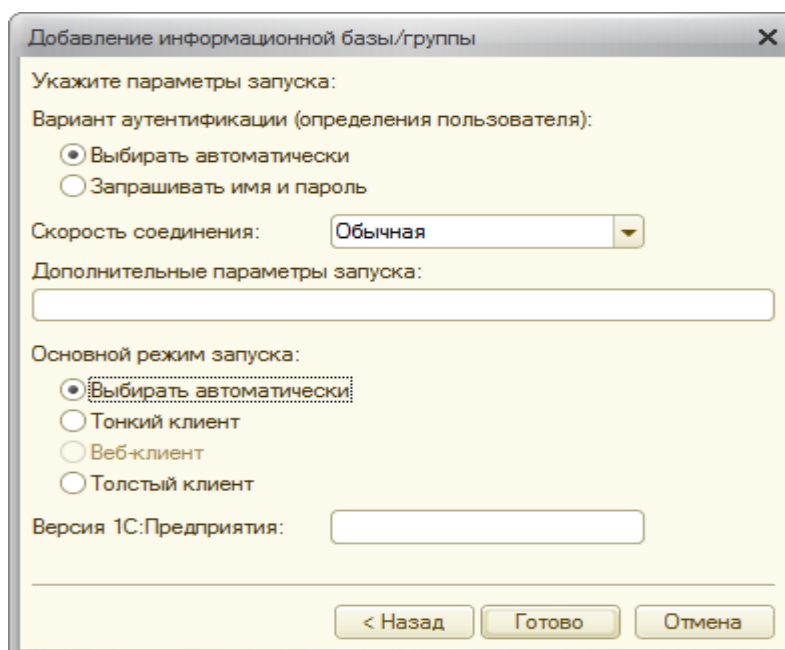 Добавление информационной базы/группы
Укажите параметры запуска:
Вариант аутентификации (определения пользователя):
Выбирать автоматически
Запрашивать имя и пароль
Скорость соединения: Обычная
Дополнительные параметры запуска:
Основной режим запуска:
Выбирать автоматически
Тонкий клиент
Веб-клиент
Толстый клиент
Версия 1С:Предприятия:
< Назад Готово Отмена